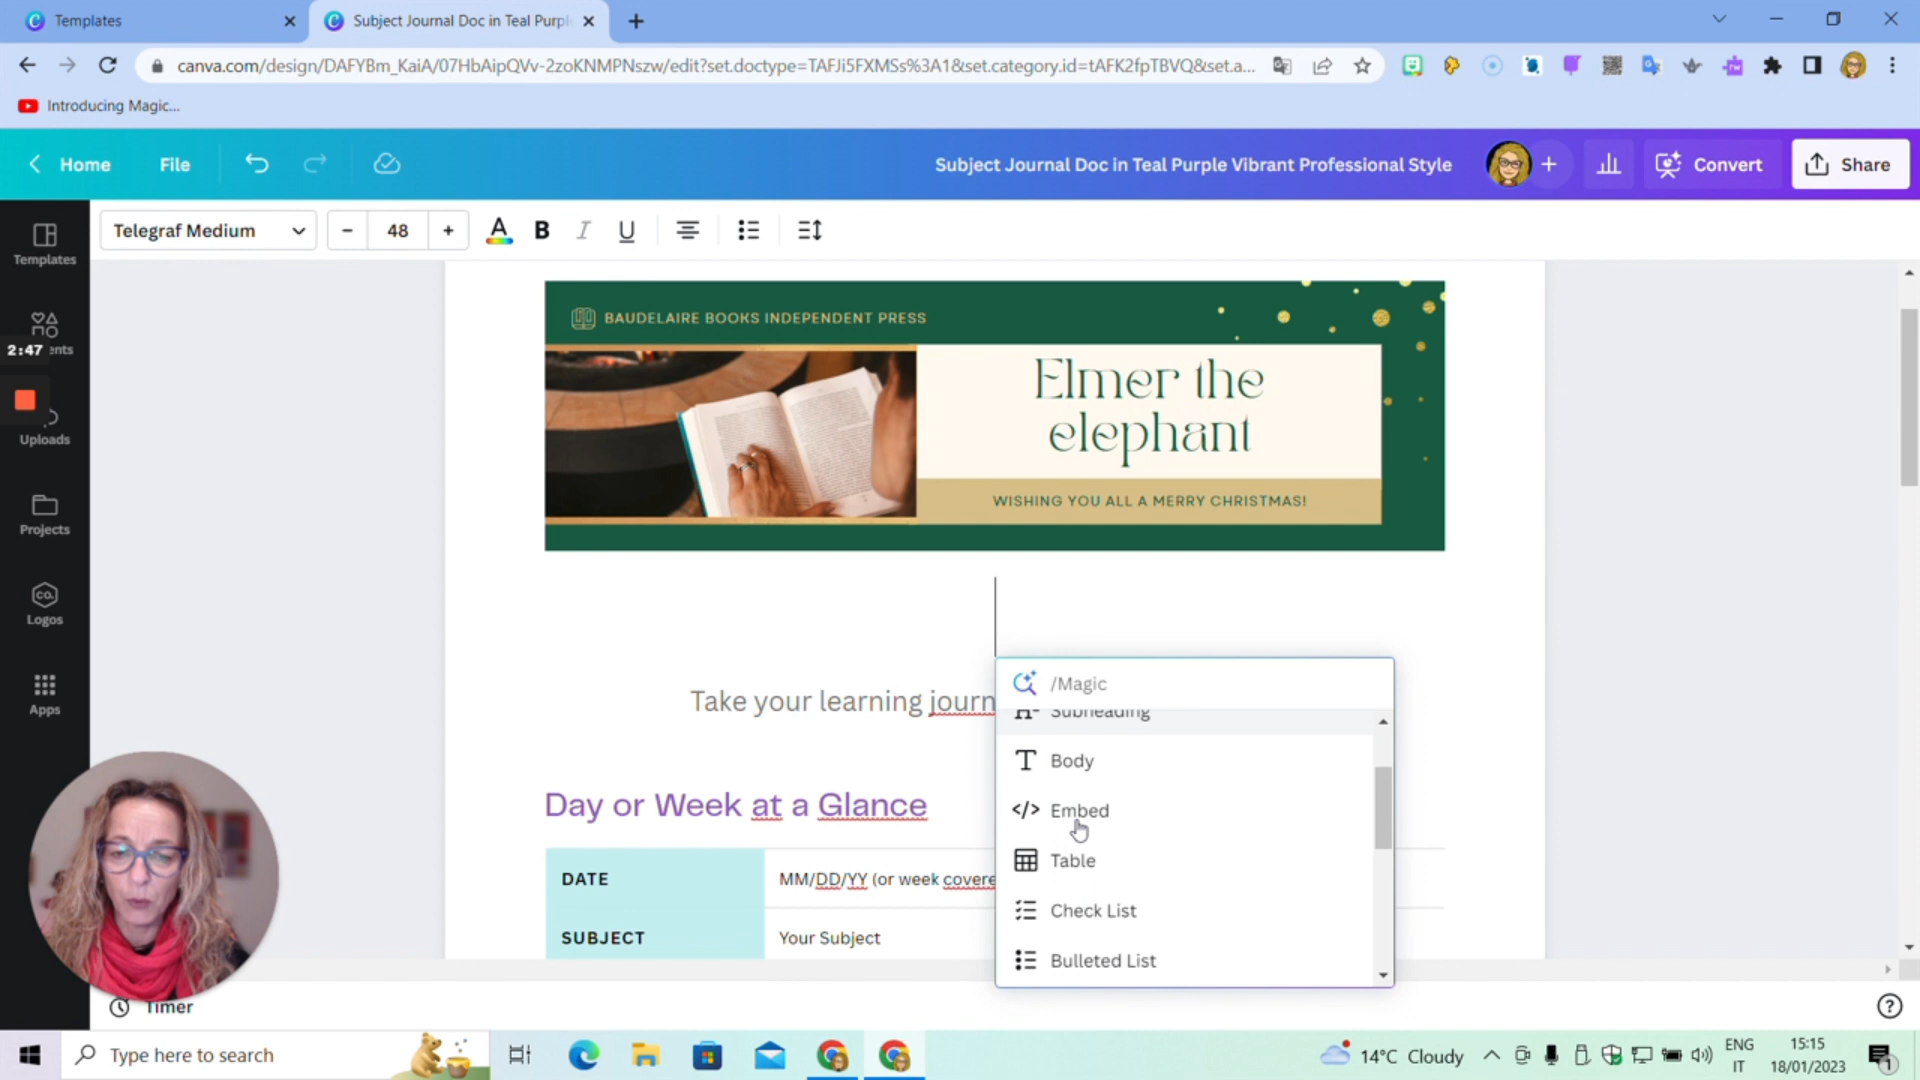 Templates
Subject Journal Doc in Teal Purpl
canva.com/design/DAFYBm_KaiA/07HbAipQVv-2zoKNMPNszw/edit?set.doctype=TAFJi5FXMSs%3A1&set.category.id=tAFK2fpTBVQ&set.a...
Introducing Magic...
Home
File
Subject Journal Doc in Teal Purple Vibrant Professional Style
Convert
Share
Telegraf Medium
48
A
B
I
U
Templates
2:47
ents
Uploads
Projects
CO.
Logos
Apps
BAUDELAIRE BOOKS INDEPENDENT PRESS
Elmer the
elephant
WISHING YOU ALL A MERRY CHRISTMAS!
Take your learning journ
/Magic
Subheading
Body
Embed
Table
Check List
Bulleted List
Day or Week at a Glance
DATE
MM/DD/YY (or week covere
SUBJECT
Your Subject
Timer
Type here to search
14°C Cloudy
ENG
IT
15:15
18/01/2023
1